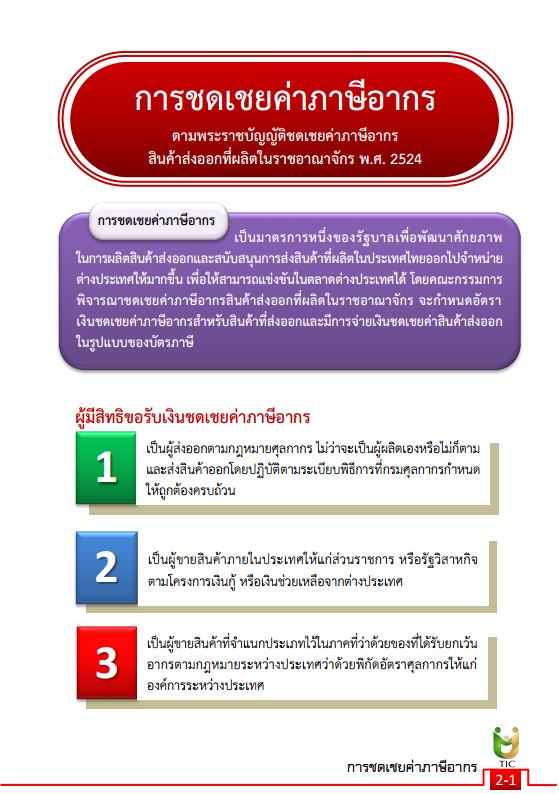 การชดเชยค่าภาษีอากร
ตามพระราชบัญญัติชดเชยค่าภาษีอากร
สินค้าส่งออกที่ผลิตในราชอาณาจักร พ.ศ. 2524
การชดเชยค่าภาษีอากร
เป็นมาตรการหนึ่งของรัฐบาลเพื่อพัฒนาศักยภาพ
ในการผลิตสินค้าส่งออกและสนับสนุนการส่งสินค้าที่ผลิตในประเทศไทยออกไปจำหน่าย
ต่างประเทศให้มากขึ้น เพื่อให้สามารถแข่งขันในตลาดต่างประเทศได้ โดยคณะกรรมการ
พิจารณาชดเชยค่าภาษีอากรสินค้าส่งออกที่ผลิตในราชอาณาจักร จะกำหนดอัตรา
เงินชดเชยค่าภาษีอากรสำหรับสินค้าที่ส่งออกและมีการจ่ายเงินชดเชยค่าสินค้าส่งออก
ในรูปแบบของบัตรภาษี
ผู้มีสิทธิขอรับเงินชดเชยค่าภาษีอากร
1
เป็นผู้ส่งออกตามกฎหมายศุลกากร ไม่ว่าจะเป็นผู้ผลิตเองหรือไม่ก็ตาม
และส่งสินค้าออกโดยปฏิบัติตามระเบียบพิธีการที่กรมศุลกากรกำหนด
ให้ถูกต้องครบถ้วน
2
เป็นผู้ขายสินค้าภายในประเทศให้แก่ส่วนราชการ หรือรัฐวิสาหกิจ
ตามโครงการเงินกู้ หรือเงินช่วยเหลือจากต่างประเทศ
3
เป็นผู้ขายสินค้าที่จำแนกประเภทไว้ในภาคที่ว่าด้วยของที่ได้รับยกเว้น
อากรตามกฎหมายระหว่างประเทศว่าด้วยพิกัดอัตราศุลกากรให้แก่
องค์การระหว่างประเทศ
TIC
การชดเชยค่าภาษีอากร
2-1